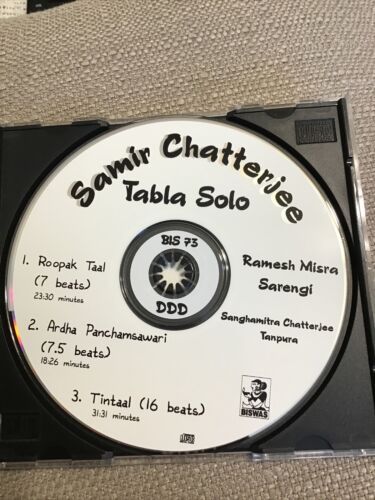 Samir Chatterjee
Tabla Solo
BIS 73
1. Roopak Taal
(7 beats)
23:30 minutes
Ramesh Misra
Sarengi
DDD
Sanghamitra Chatterjee
Tanpura
2. Ardha Panchamsawari
(7.5 beats)
18:26 minutes
3. Tintaal (16 beats)
31:31 minutes
BISWAS